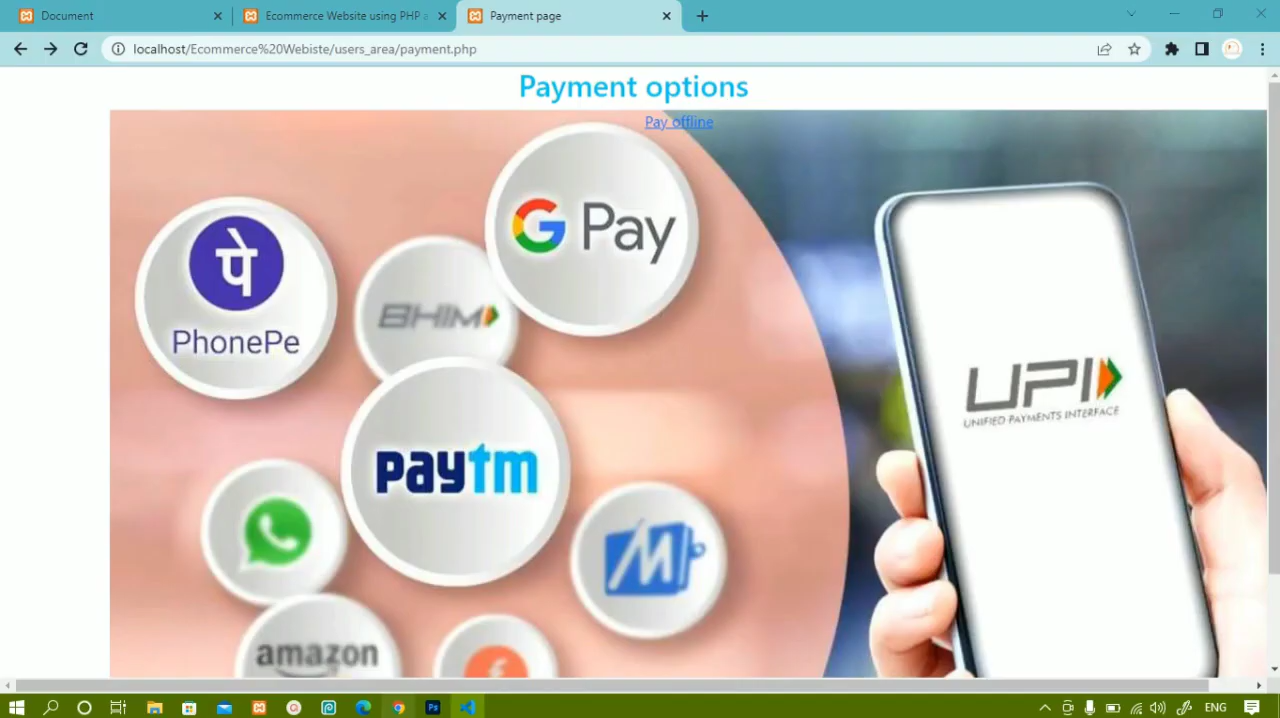 Document
Ecommerce Website using PHP a
Payment page
localhost/Ecommerce%20Webiste/users_area/payment.php
Payment options
Pay offline
G Pay
पे
PhonePe
BHIM
UPI
UNIFIED PAYMENTS INTERFACE
paytm
M
amazon
Ps
ENG